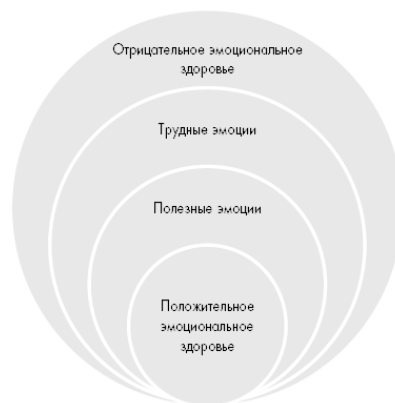 Отрицательное эмоциональное
здоровье
Трудные эмоции
Полезные эмоции
Положительное
эмоциональное
здоровье